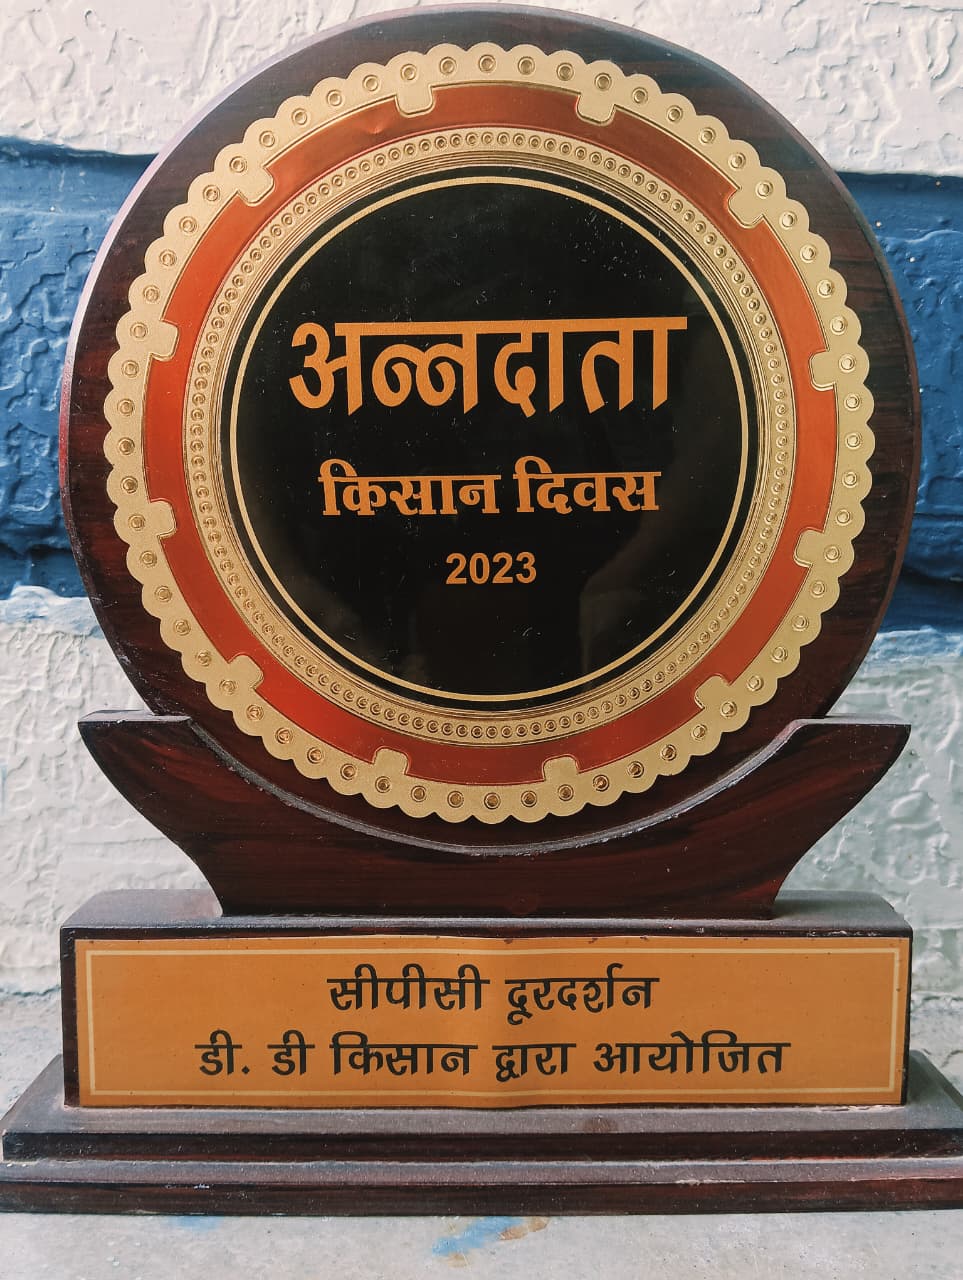 अन्नदाता
किसान दिवस
2023
सीपीसी दूरदर्शन
डी. डी किसान द्वारा आयोजित